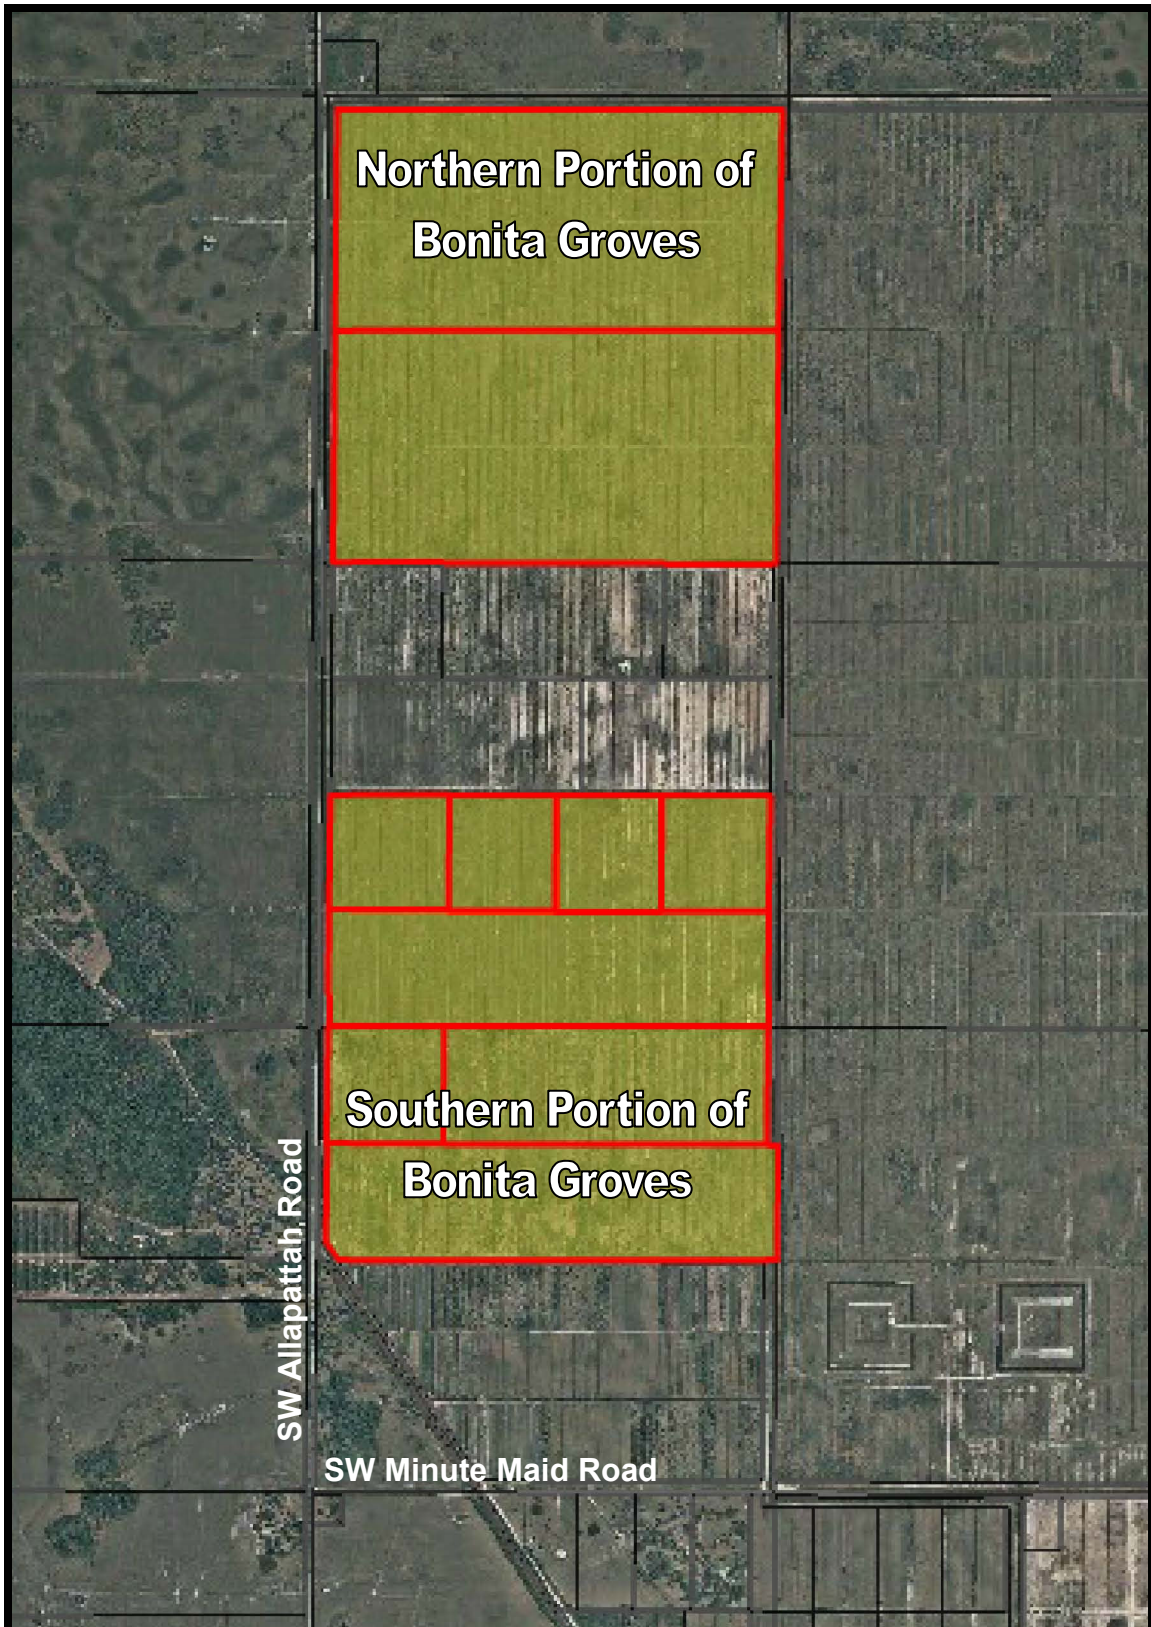 Northern Portion of
Bonita Groves
Southern Portion of
Bonita Groves
SW Allapattah Road
SW Minute Maid Road